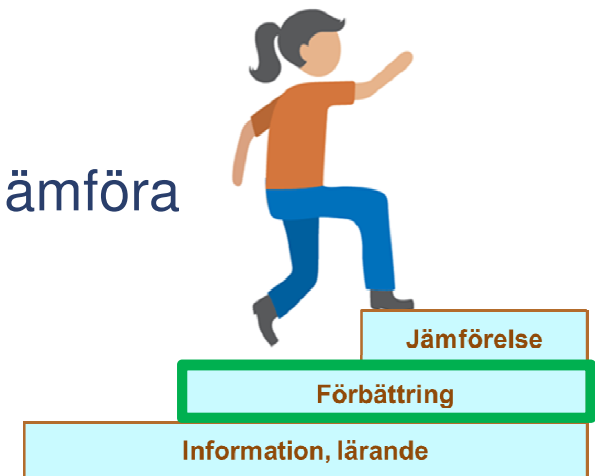 ämföra
Jämförelse
Förbättring
Information, lärande